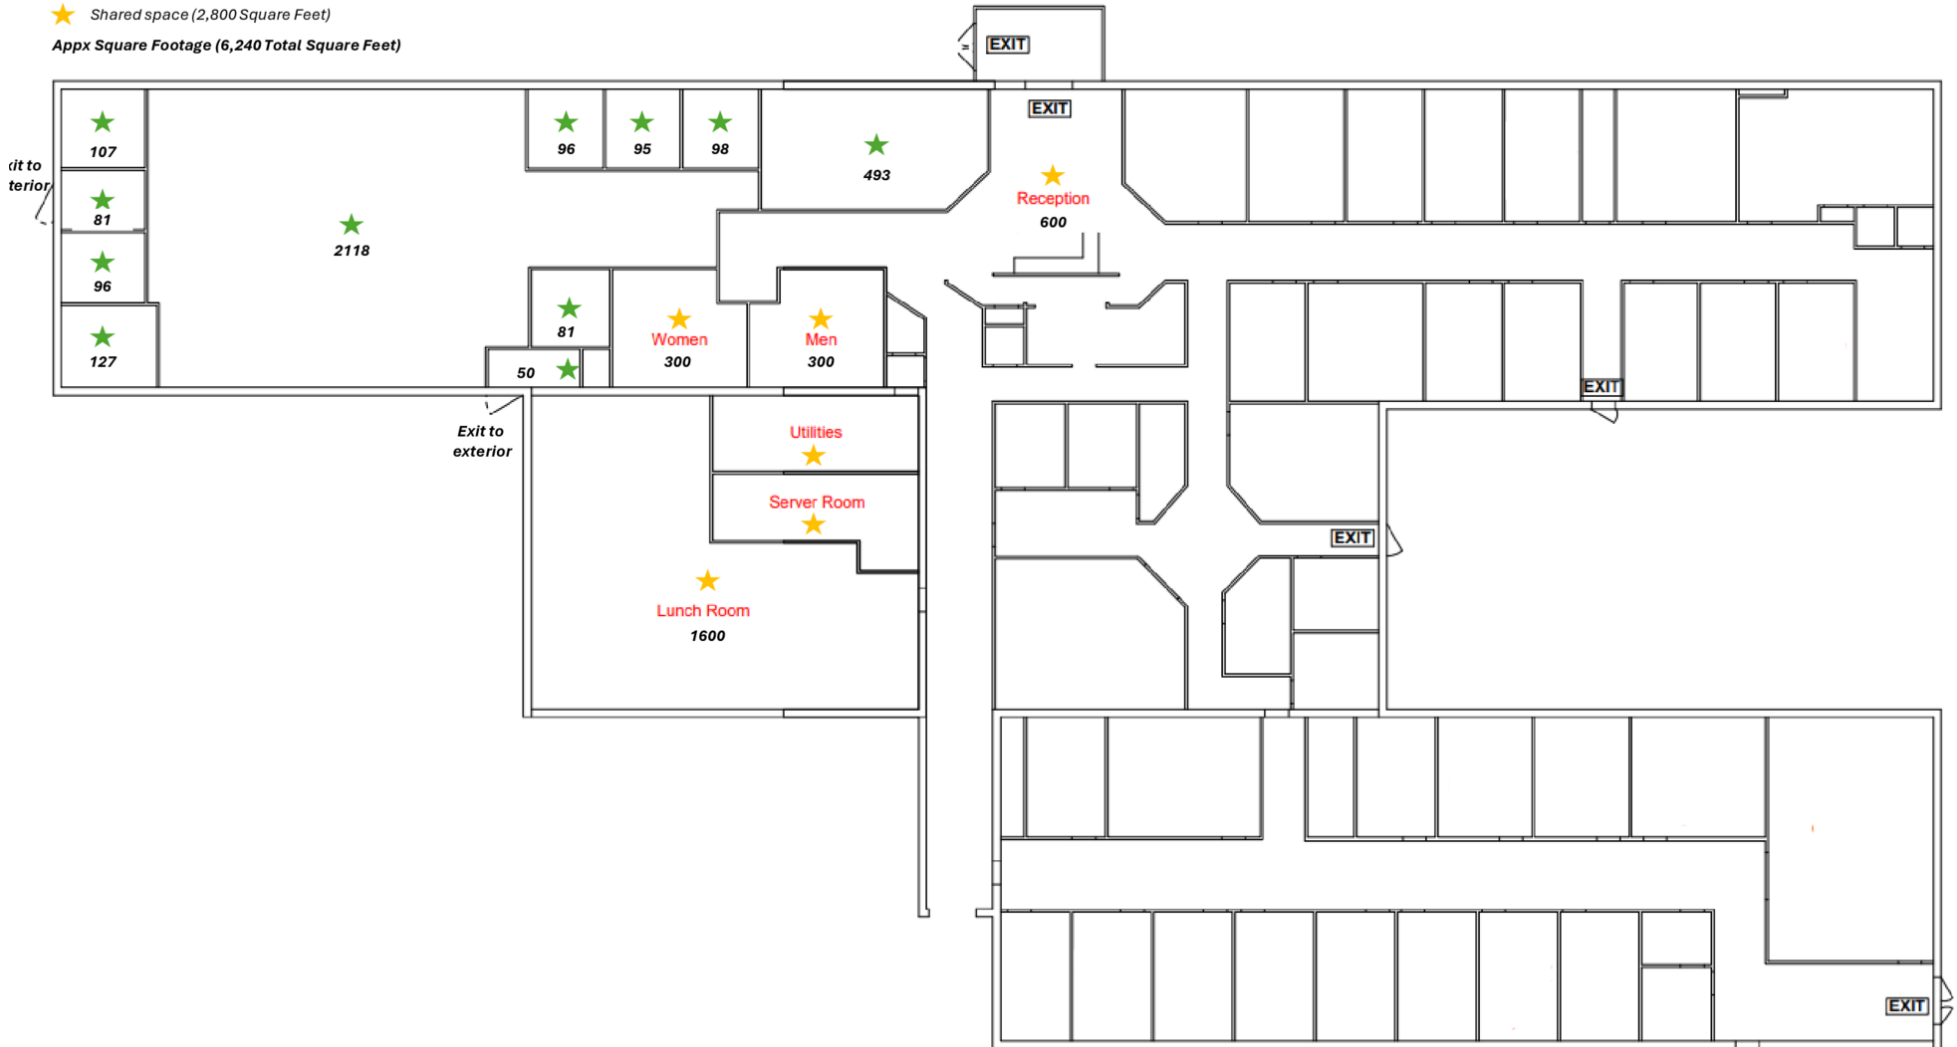 Shared space (2,800 Square Feet)
Appx Square Footage (6,240 Total Square Feet)
EXIT
EXIT
107
96
95
98
493
xit to
terior
81
Reception
600
2118
96
127
81
50
Women
300
Men
300
EXIT
Exit to
exterior
Utilities
Server Room
EXIT
Lunch Room
1600
EXIT